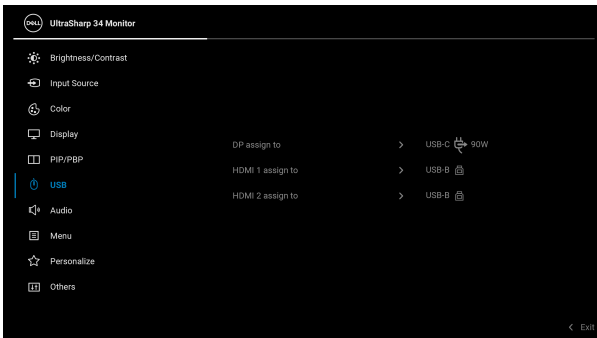 DELL UltraSharp 34 Monitor
Brightness/Contrast
Input Source
Color
Display
DP assign to > USB-C 90W
PIP/PBP
HDMI 1 assign to > USB-B
USB
HDMI 2 assign to > USB-B
Audio
Menu
Personalize
Others
< Exit